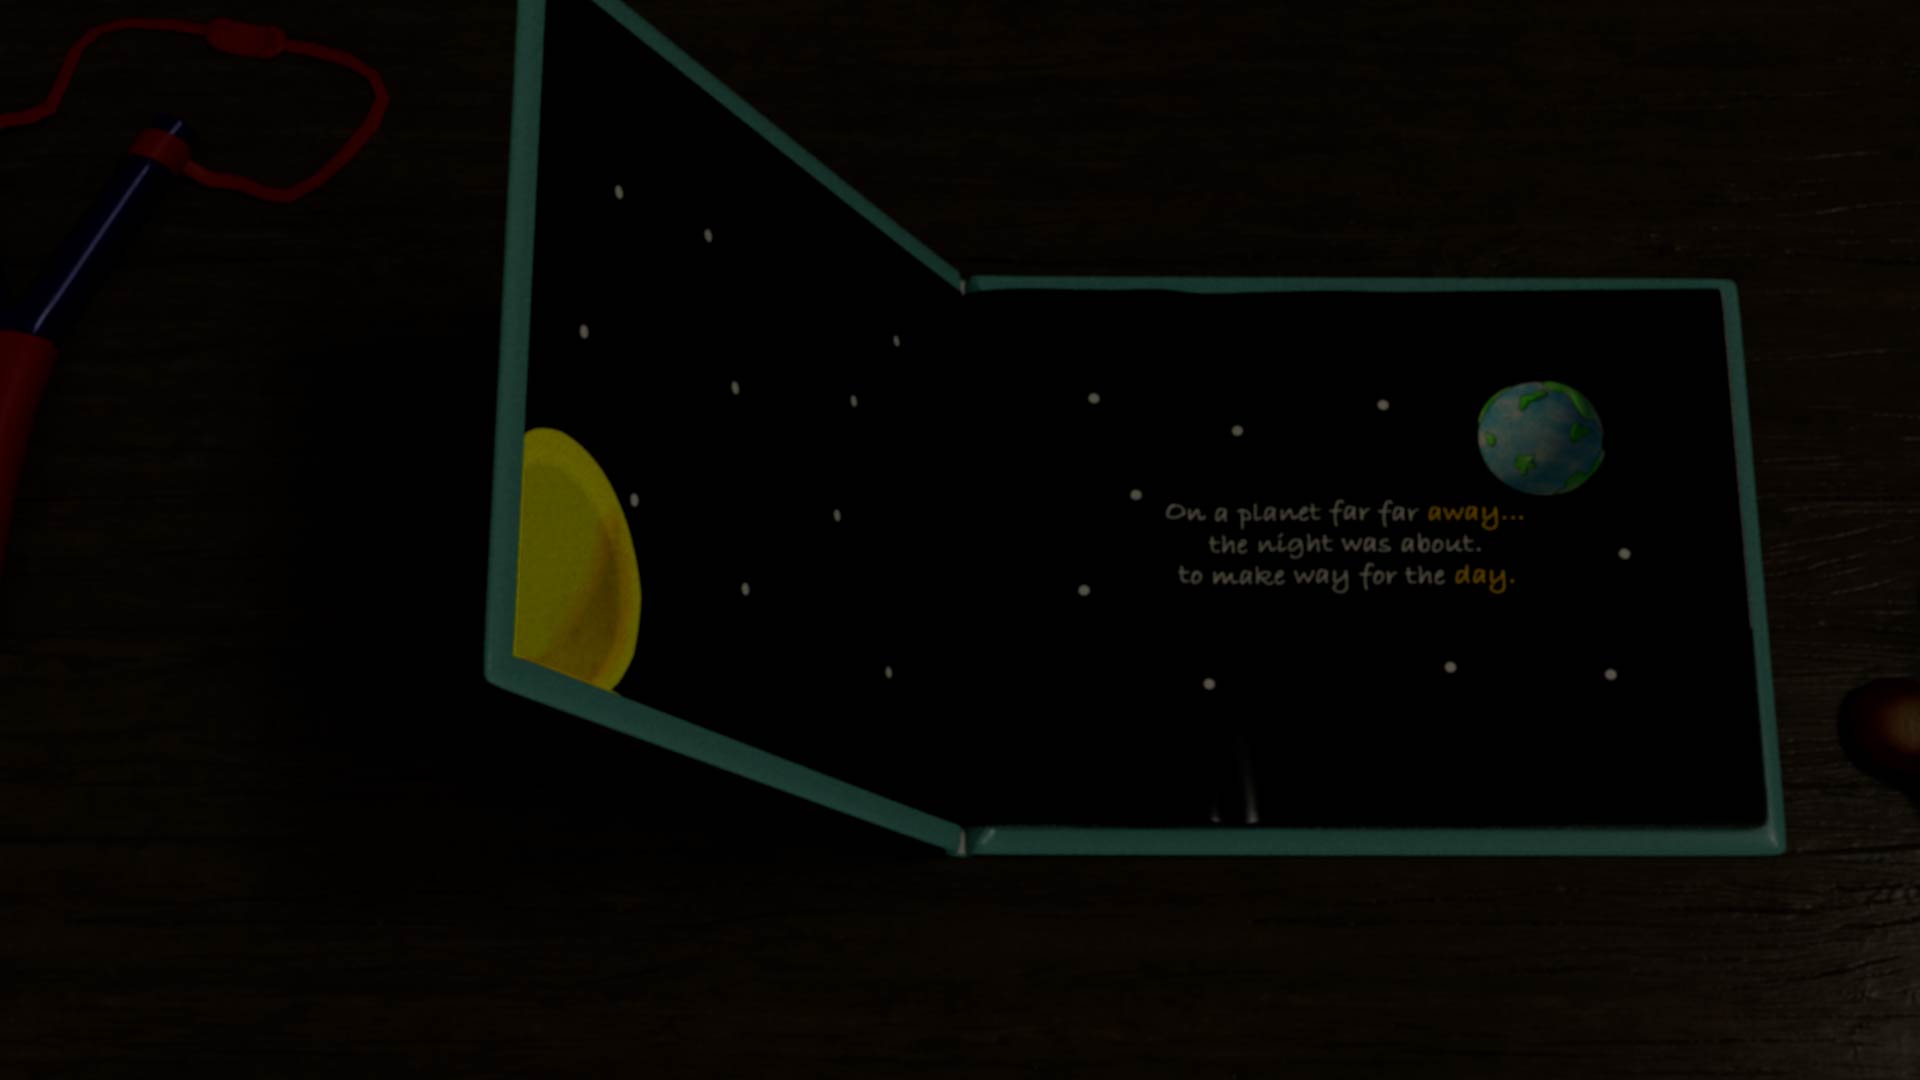 On a planet far far away...
the night was about.
to make way for the day.